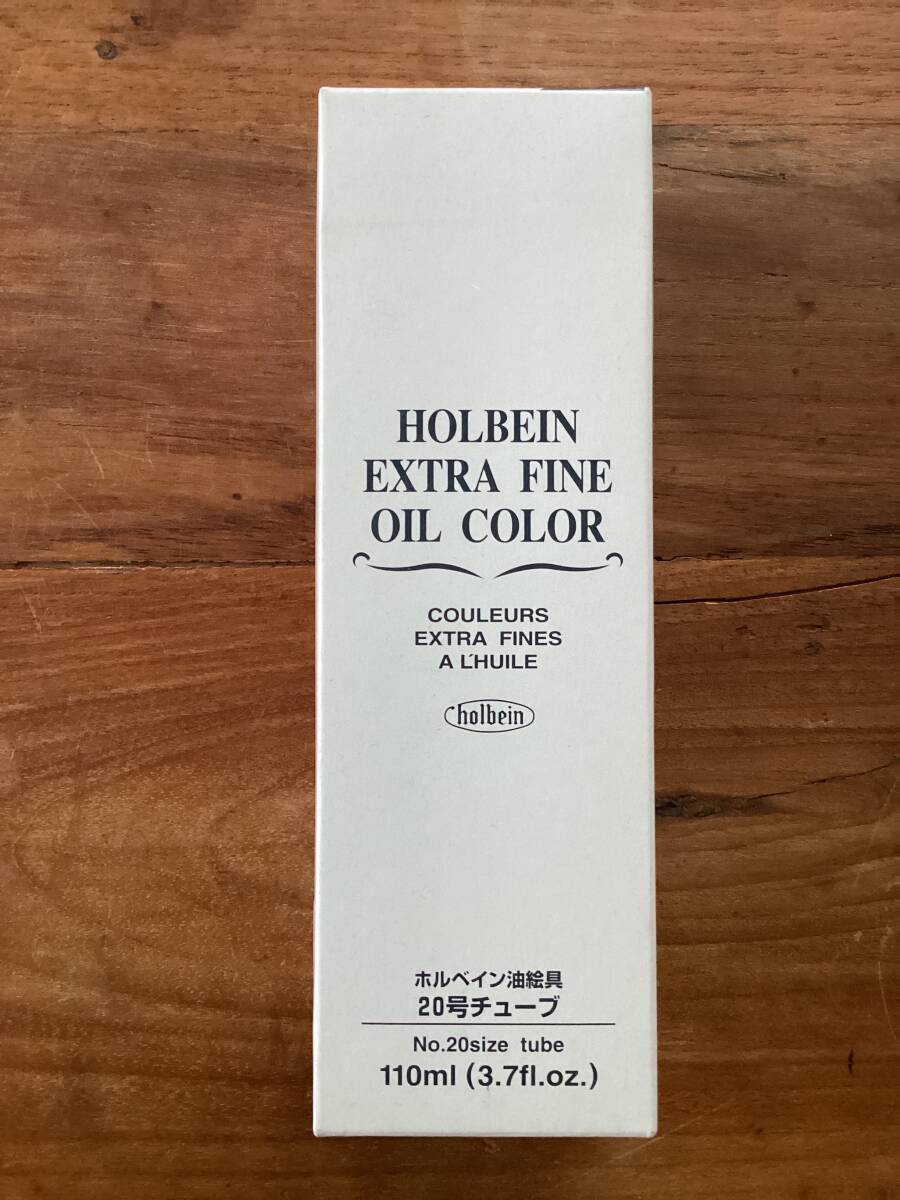 HOLBEIN
EXTRA FINE
OIL COLOR
COULEURS
EXTRA FINES
A L'HUILE
holbein
ホルベイン油絵具
20号チューブ
No.20size tube
110ml (3.7fl.oz.)